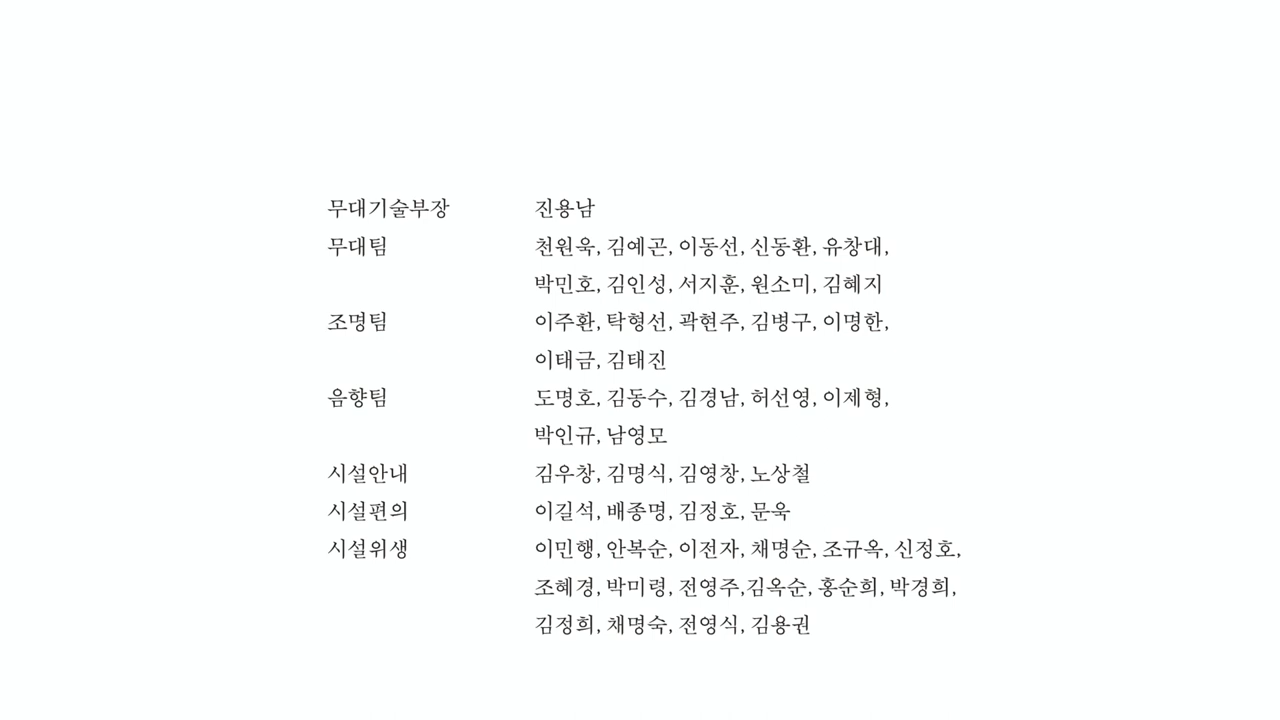 무대기술부장 진용남
무대팀 천원욱, 김예곤, 이동선, 신동환, 유창대,
박민호, 김인성, 서지훈, 원소미, 김혜지
조명팀 이주환, 탁형선, 곽현주, 김병구, 이명한,
이태금, 김태진
음향팀 도명호, 김동수, 김경남, 허선영, 이제형,
박인규, 남영모
시설안내 김우창, 김명식, 김영창, 노상철
시설편의 이길석, 배종명, 김정호, 문욱
시설위생 이민행, 안복순, 이전자, 채명순, 조규옥, 신정호,
조혜경, 박미령, 전영주,김옥순, 홍순희, 박경희,
김정희, 채명숙, 전영식, 김용권